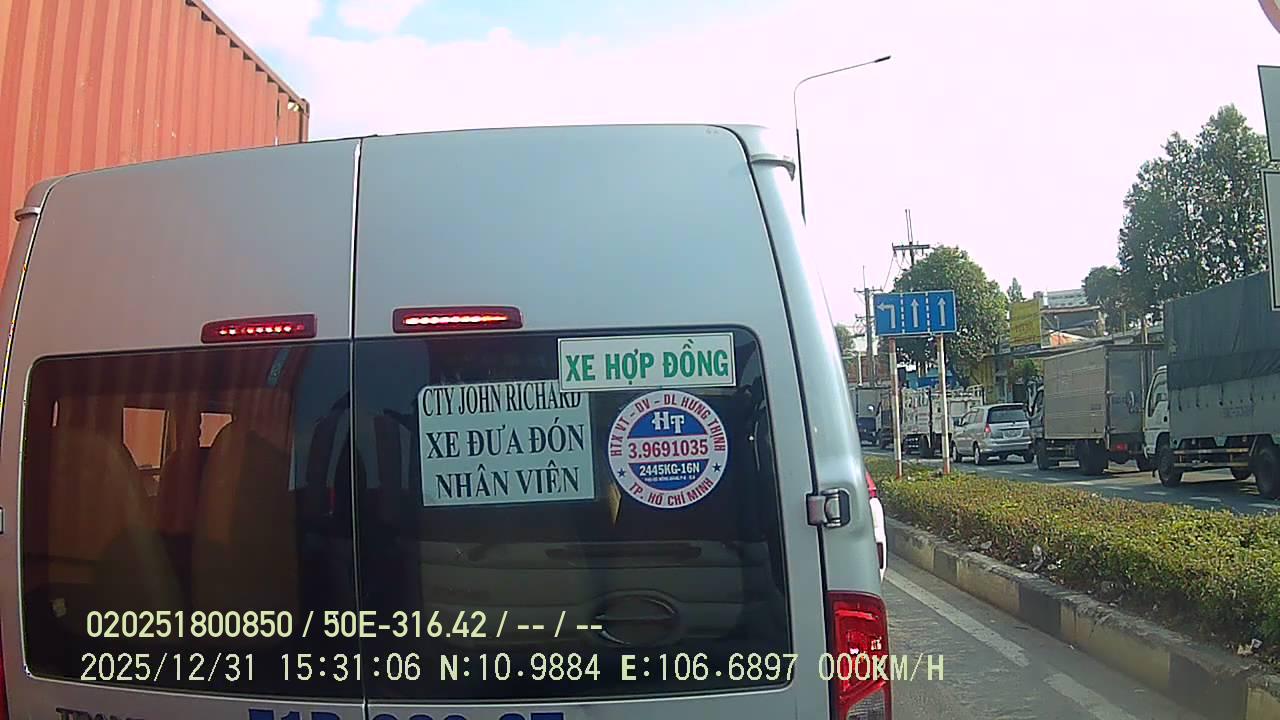 XE HỢP ĐỒNG
CTY JOHN RICHARD
XE ĐƯA ĐÓN
NHÂN VIÊN
HTX VT - DV - DL HƯNG THỊNH
HT
3.9691035
2445KG-16N
TP. HỒ CHÍ MINH
020251800850 / 50E-316.42 / -- / --
2025/12/31 15:31:06 N:10.9884 E:106.6897 000KM/H